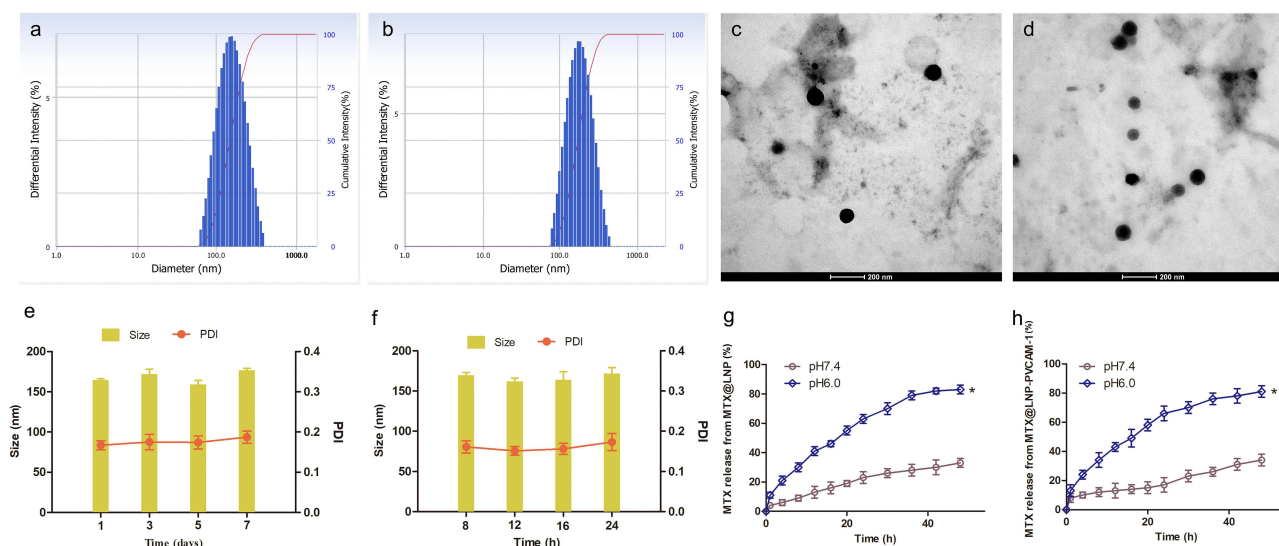 a
Differential Intensity (%)
5
0
100
75
50
25
0
Cumulative Intensity(%)
1.0
10.0
100.0
1000.0
Diameter (nm)
b
Differential Intensity (%)
5
0
100
75
50
25
0
Cumulative Intensity(%)
1.0
10.0
100.0
1000.0
Diameter (nm)
c
200 nm
d
200 nm
e
Size
PDI
Size (nm)
200
150
100
50
0
0.4
0.3
0.2
0.1
0.0
PDI
1
3
5
7
Time (days)
f
Size
PDI
Size (nm)
200
150
100
50
0
0.4
0.3
0.2
0.1
0.0
PDI
8
12
16
24
Time (h)
g
MTX release from MTX@LNP (%)
pH7.4
pH6.0
100
80
60
40
20
0
*
0
20
40
Time (h)
h
MTX release from MTX@LNP-PVCAM-1(%)
pH7.4
pH6.0
100
80
60
40
20
0
*
0
20
40
Time (h)